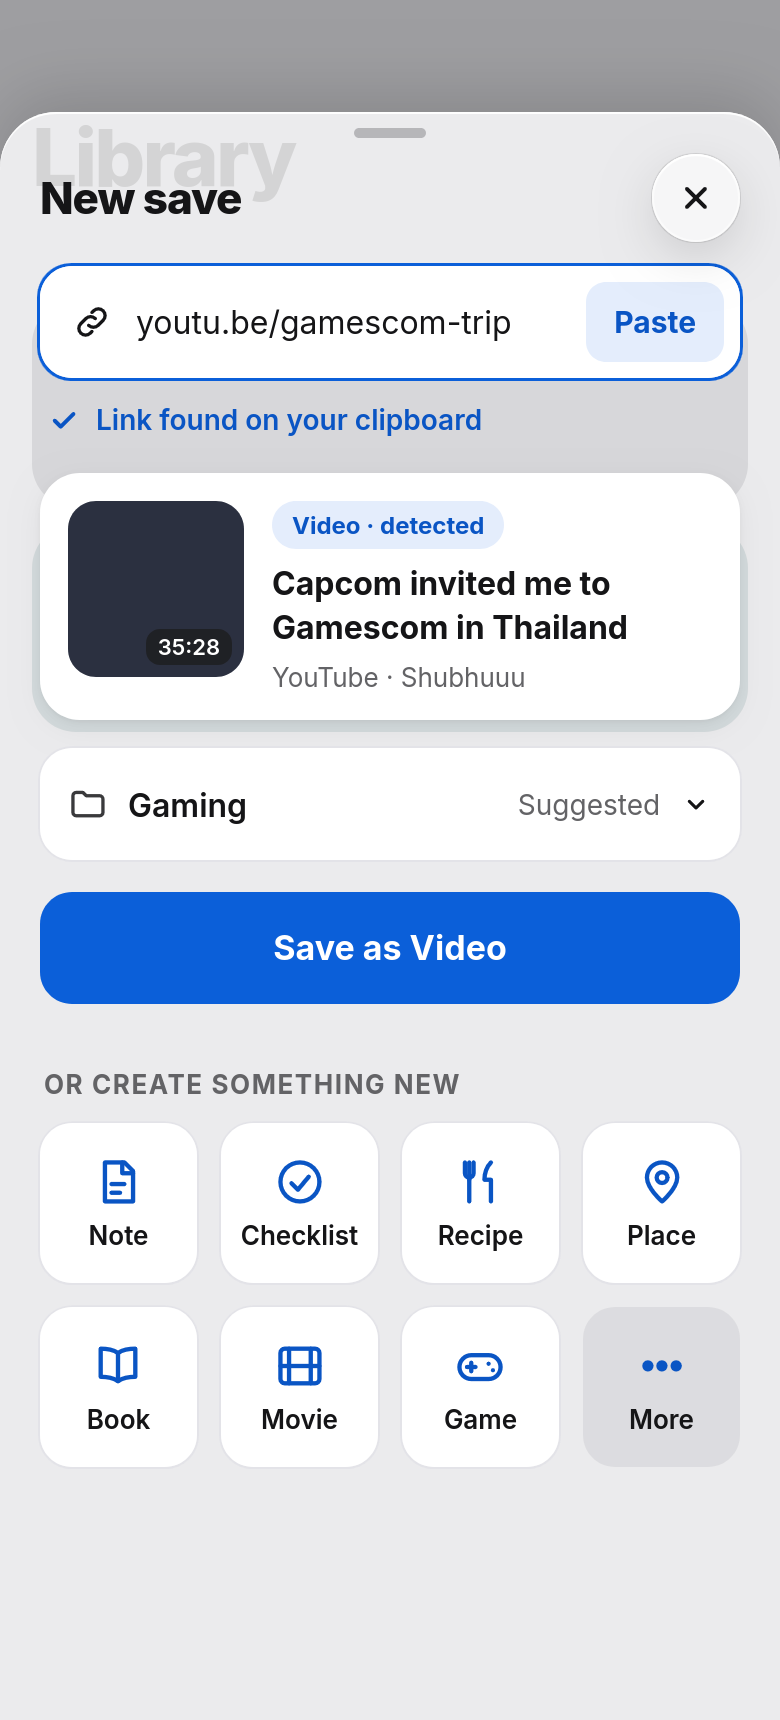 Library
New save
youtu.be/gamescom-trip
Paste
Link found on your clipboard
Video · detected
Capcom invited me to
Gamescom in Thailand
35:28
YouTube · Shubhuuu
Gaming
Suggested
Save as Video
OR CREATE SOMETHING NEW
Note
Checklist
Recipe
Place
Book
Movie
Game
More